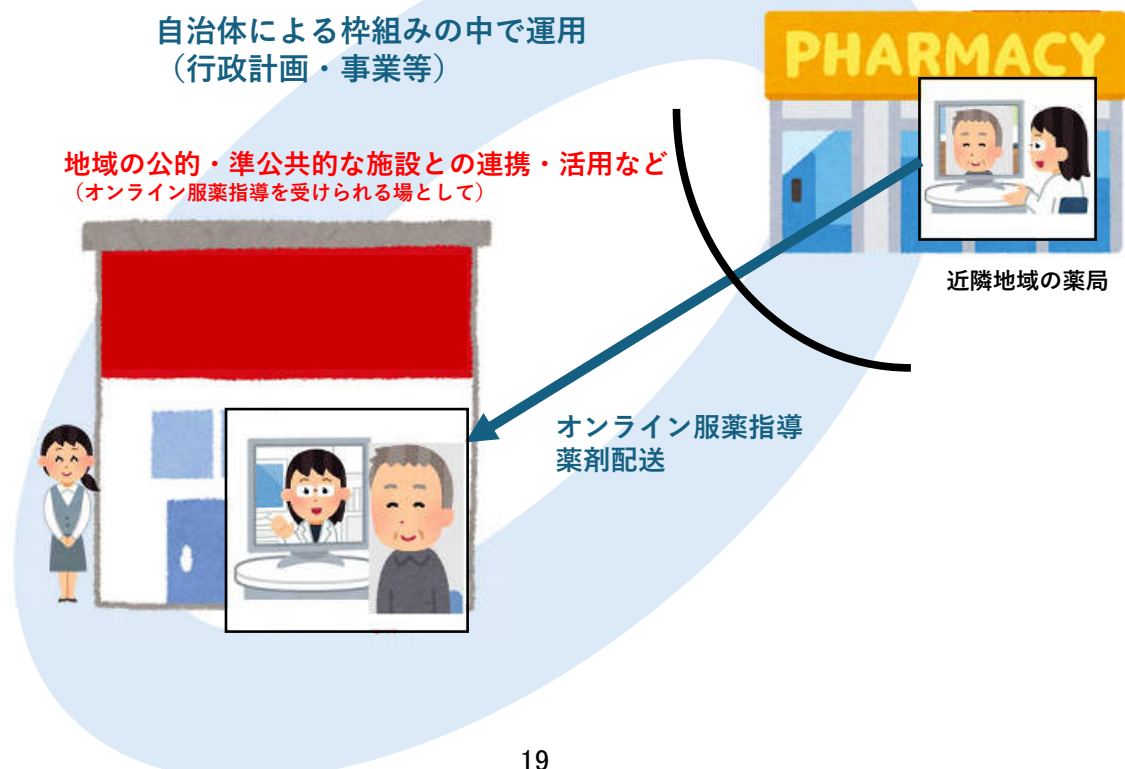 自治体による枠組みの中で運用
（行政計画・事業等）
PHARMACY
地域の公的・準公共的な施設との連携・活用など
（オンライン服薬指導を受けられる場として）
近隣地域の薬局
オンライン服薬指導
薬剤配送
19